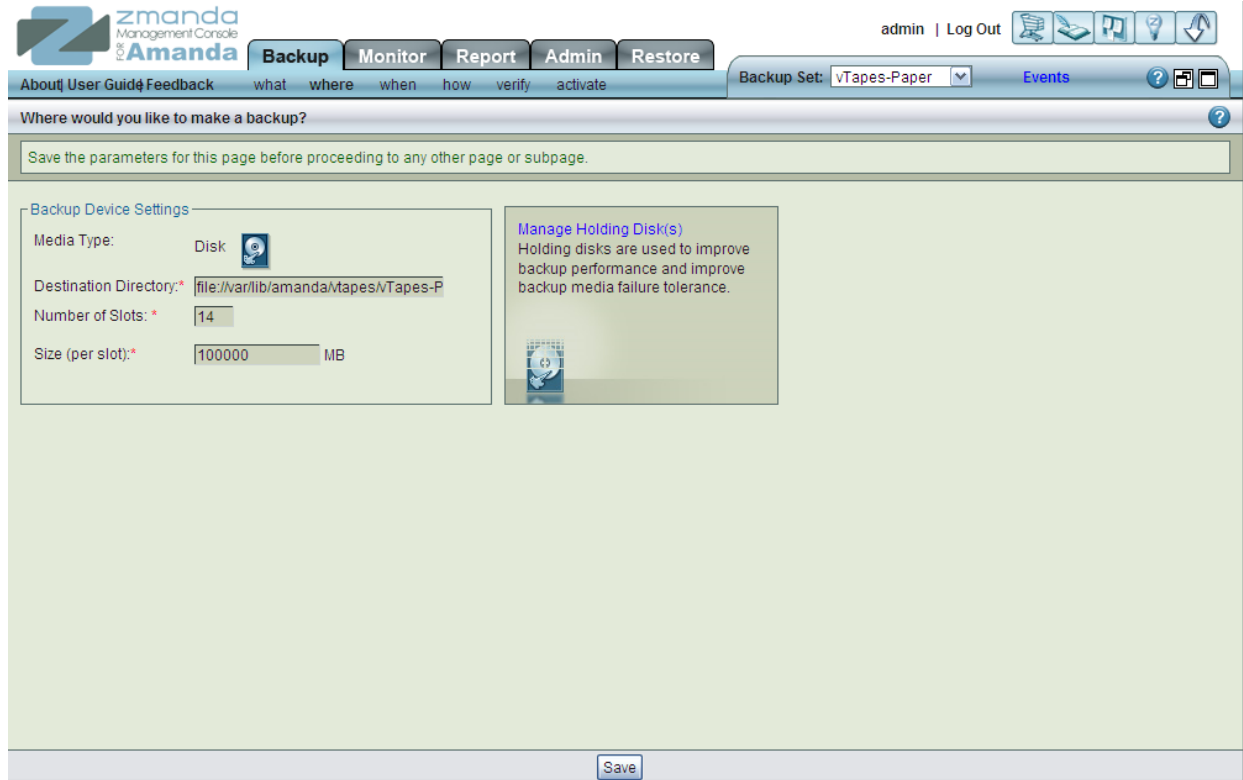 zmanda
Management Console
FOR Amanda
admin | Log Out
Backup Monitor Report Admin Restore
Backup Set: vTapes-Paper Events
About| User Guide| Feedback what where when how verify activate
Where would you like to make a backup?
Save the parameters for this page before proceeding to any other page or subpage.
Backup Device Settings
Media Type: Disk
Destination Directory:* file://var/lib/amanda/vtapes/vTapes-P
Number of Slots: * 14
Size (per slot):* 100000 MB
Manage Holding Disk(s)
Holding disks are used to improve
backup performance and improve
backup media failure tolerance.
Save